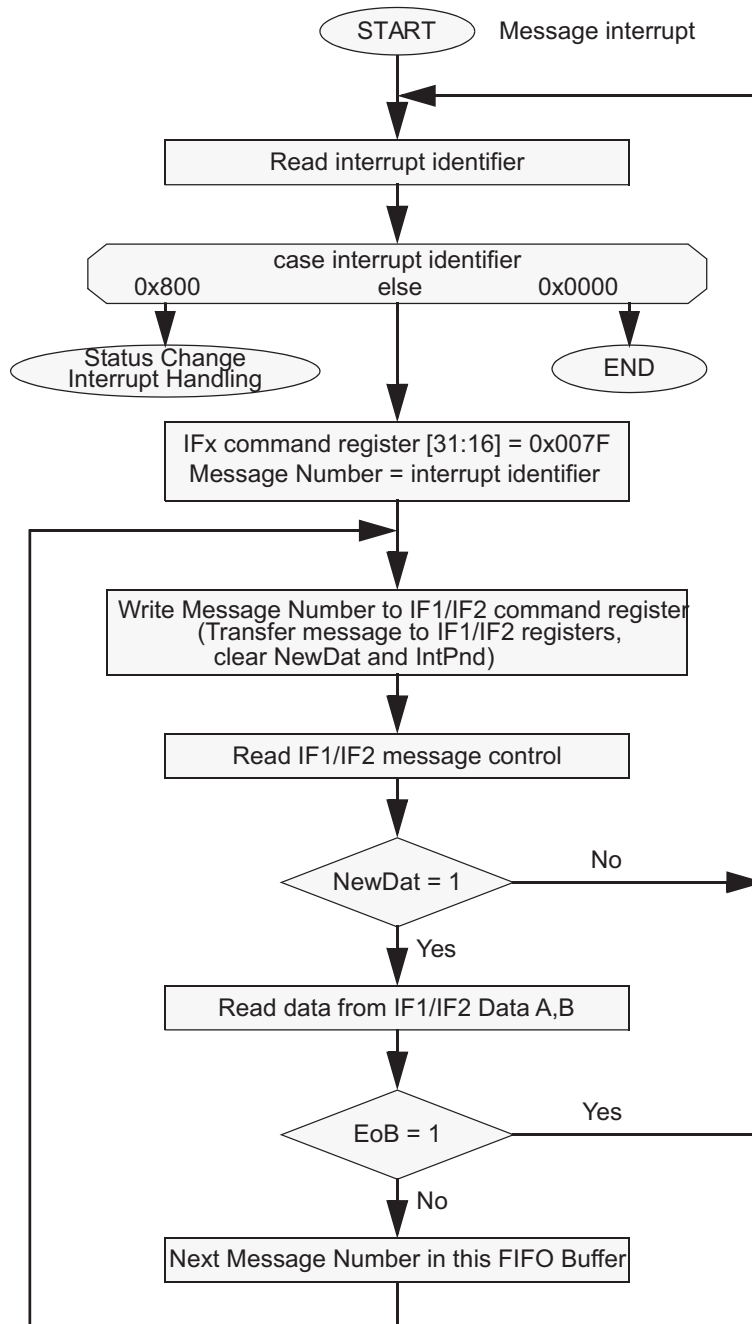 START
Message interrupt
Read interrupt identifier
case interrupt identifier
0x800
else
0x0000
Status Change
Interrupt Handling
END
IFx command register [31:16] = 0x007F
Message Number = interrupt identifier
Write Message Number to IF1/IF2 command register
(Transfer message to IF1/IF2 registers,
clear NewDat and IntPnd)
Read IF1/IF2 message control
NewDat = 1
No
Yes
Read data from IF1/IF2 Data A,B
EoB = 1
Yes
No
Next Message Number in this FIFO Buffer